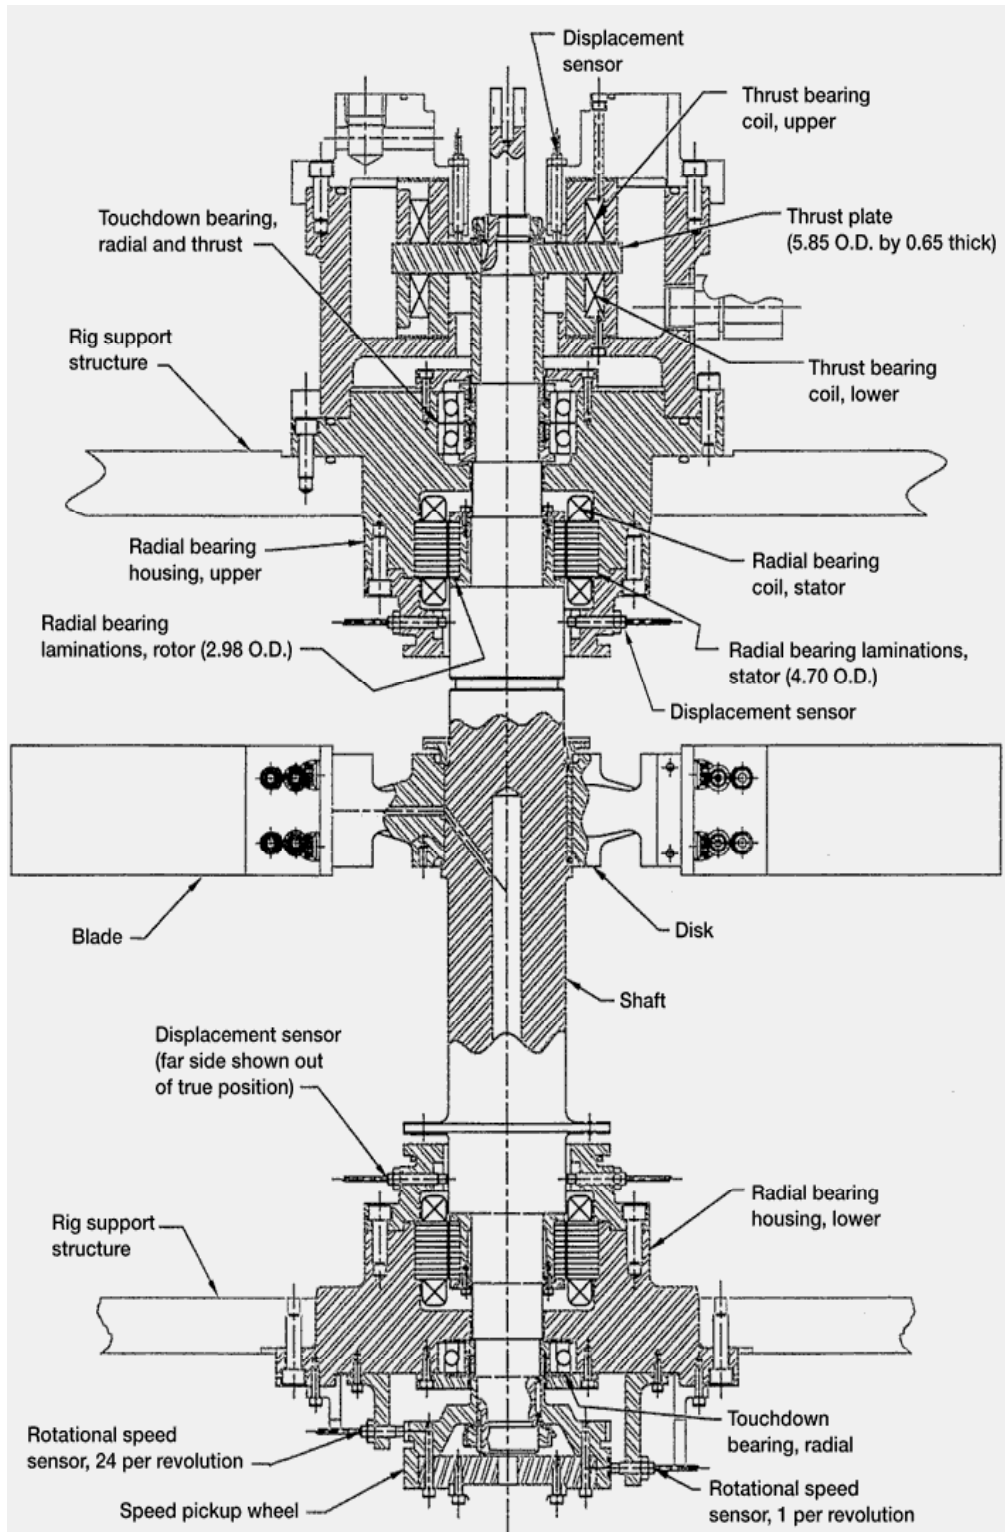 Displacement
sensor
Thrust bearing
coil, upper
Touchdown bearing,
radial and thrust
Thrust plate
(5.85 O.D. by 0.65 thick)
Rig support
structure
Thrust bearing
coil, lower
Radial bearing
housing, upper
Radial bearing
coil, stator
Radial bearing
laminations, rotor (2.98 O.D.)
Radial bearing laminations,
stator (4.70 O.D.)
Displacement sensor
Blade
Disk
Shaft
Displacement sensor
(far side shown out
of true position)
Radial bearing
housing, lower
Rig support
structure
Touchdown
bearing, radial
Rotational speed
sensor, 24 per revolution
Speed pickup wheel
Rotational speed
sensor, 1 per revolution